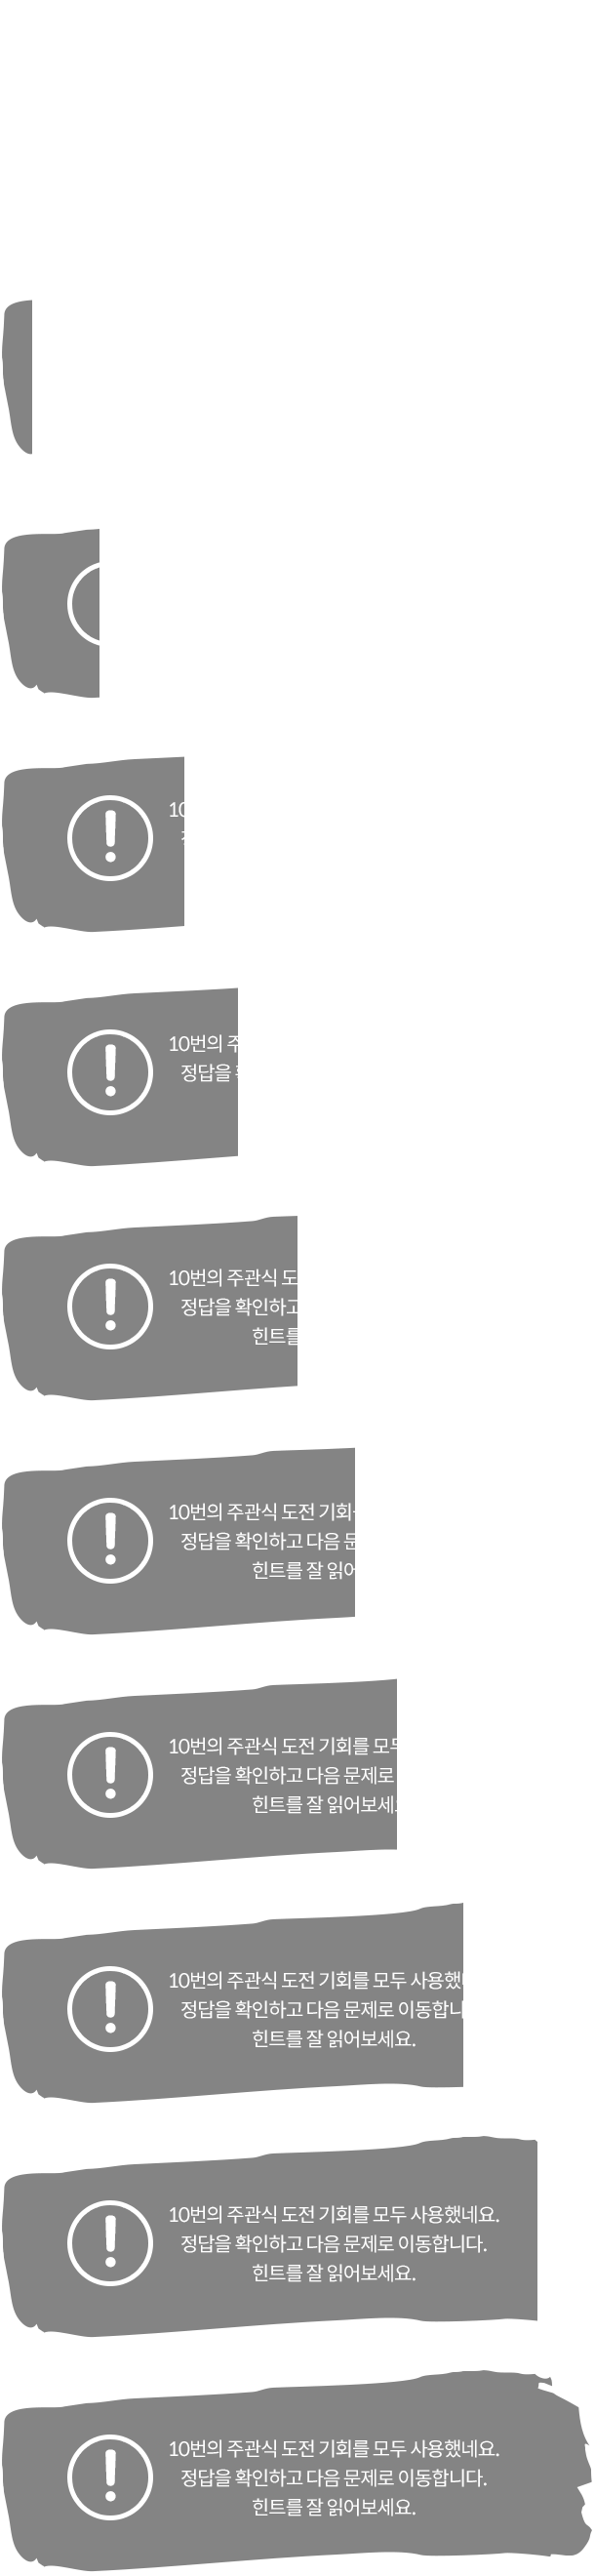 10
10번의 주
정답을 확
10번의 주관식 도
정답을 확인하고
힌트를
10번의 주관식 도전 기회
정답을 확인하고 다음 문
힌트를 잘 읽어
10번의 주관식 도전 기회를 모두
정답을 확인하고 다음 문제로
힌트를 잘 읽어보세요
10번의 주관식 도전 기회를 모두 사용했네
정답을 확인하고 다음 문제로 이동합니
힌트를 잘 읽어보세요.
10번의 주관식 도전 기회를 모두 사용했네요.
정답을 확인하고 다음 문제로 이동합니다.
힌트를 잘 읽어보세요.
10번의 주관식 도전 기회를 모두 사용했네요.
정답을 확인하고 다음 문제로 이동합니다.
힌트를 잘 읽어보세요.